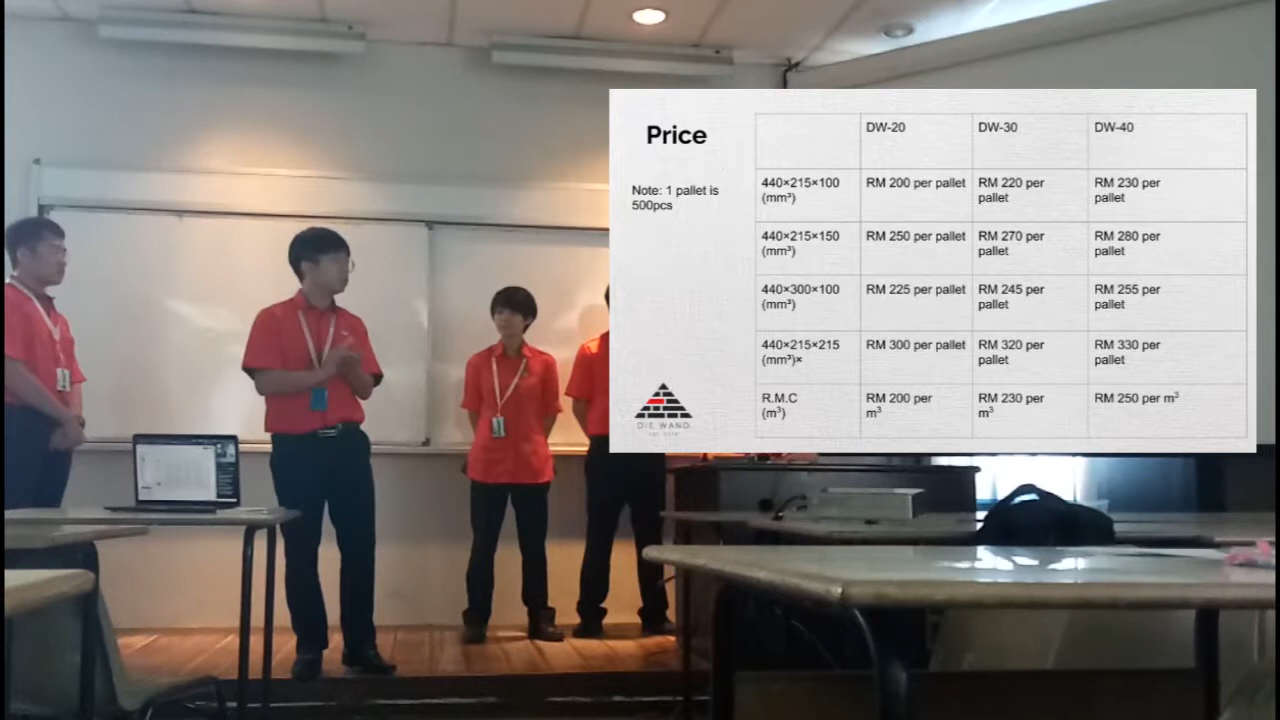 Price
Note: 1 pallet is
500pcs
DW-20
DW-30
DW-40
440×215×100
(mm³)
RM 200 per pallet
RM 220 per
pallet
RM 230 per
pallet
440×215×150
(mm³)
RM 250 per pallet
RM 270 per
pallet
RM 280 per
pallet
440×300×100
(mm³)
RM 225 per pallet
RM 245 per
pallet
RM 255 per
pallet
440×215×215
(mm³)×
RM 300 per pallet
RM 320 per
pallet
RM 330 per
pallet
R.M.C
(m³)
RM 200 per
m³
RM 230 per
m³
RM 250 per m³
DIE WAND